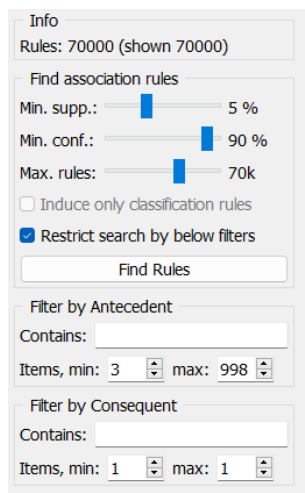 Info
Rules: 70000 (shown 70000)
Find association rules
Min. supp.: 5 %
Min. conf.: 90 %
Max. rules: 70k
Induce only classification rules
Restrict search by below filters
Find Rules
Filter by Antecedent
Contains:
Items, min: 3 max: 998
Filter by Consequent
Contains:
Items, min: 1 max: 1